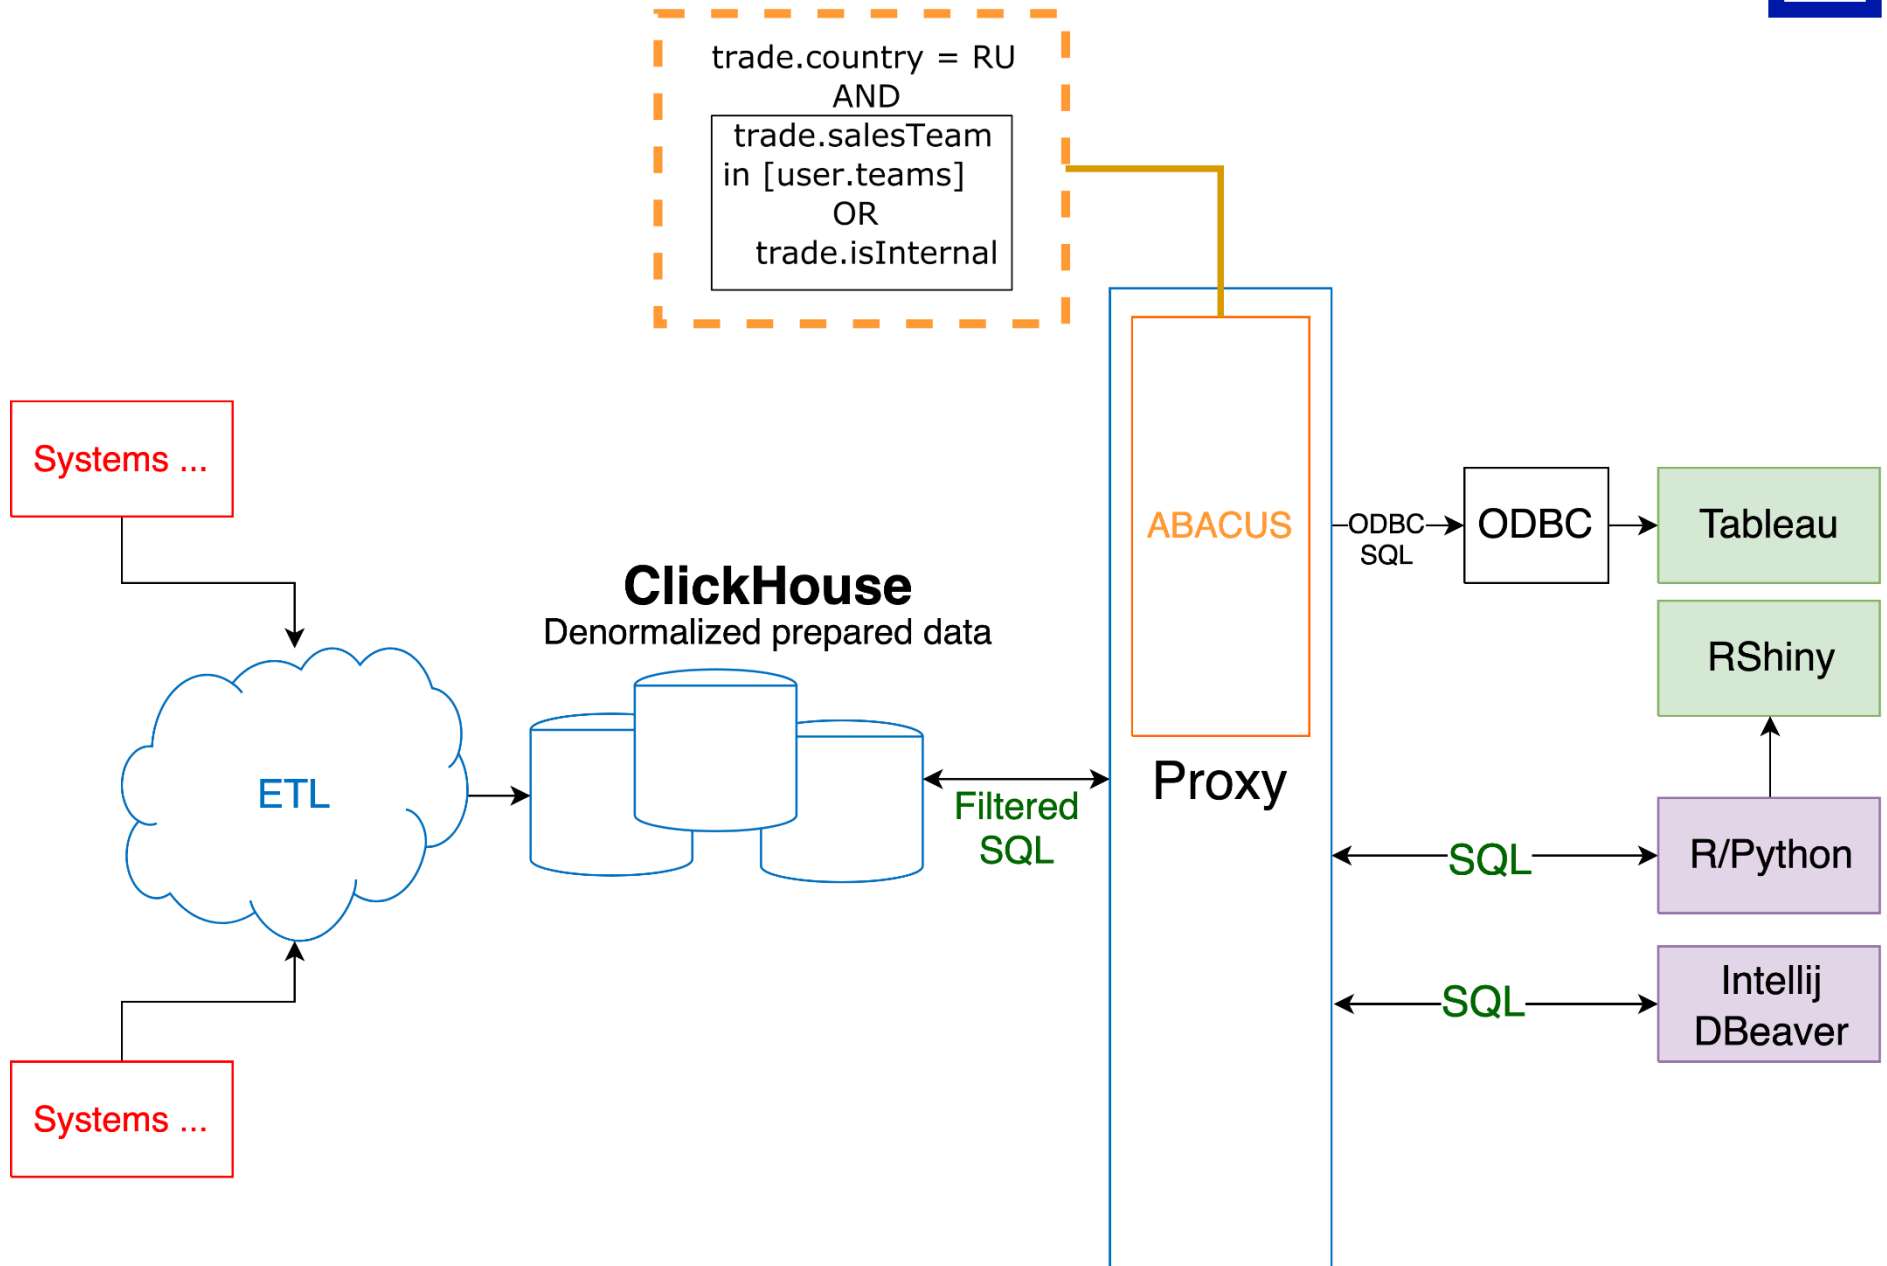 trade.country = RU
AND
trade.salesTeam
in [user.teams]
OR
trade.isInternal
Systems ...
ABACUS
ODBC
SQL
ODBC
Tableau
ClickHouse
Denormalized prepared data
RShiny
ETL
Proxy
Filtered
SQL
SQL
R/Python
SQL
Intellij
DBeaver
Systems ...